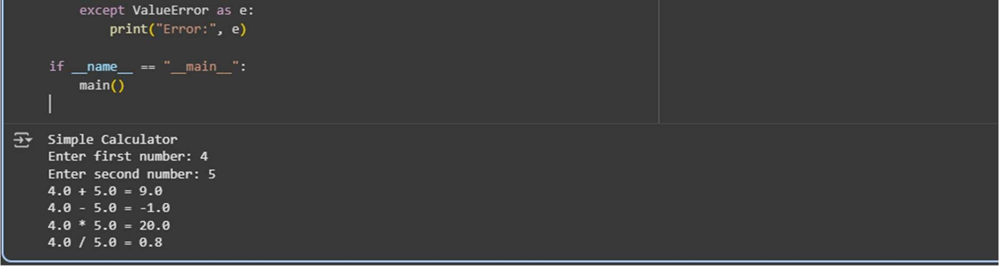 except ValueError as e:
        print("Error:", e)
if __name__ == "__main__":
    main()
Simple Calculator
Enter first number: 4
Enter second number: 5
4.0 + 5.0 = 9.0
4.0 - 5.0 = -1.0
4.0 * 5.0 = 20.0
4.0 / 5.0 = 0.8